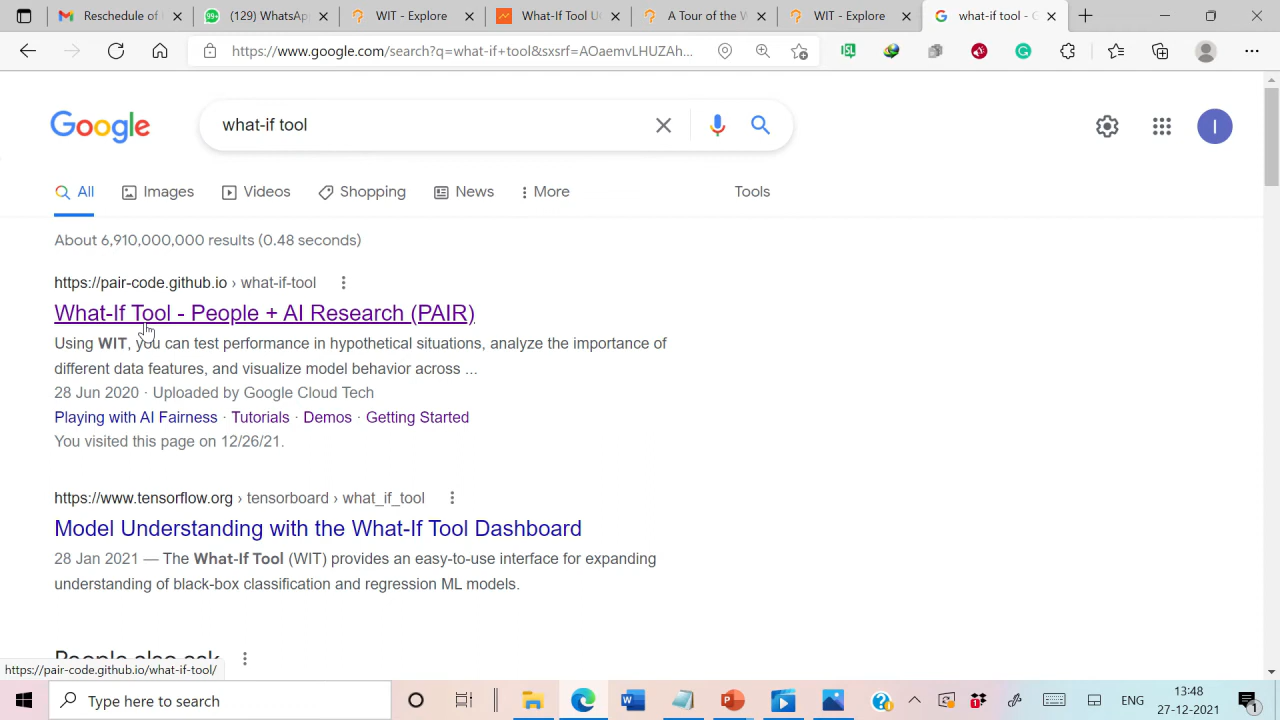 Reschedule of
99+
(129) WhatsApp
WIT - Explore
What-If Tool U
A Tour of the W
WIT - Explore
what-if tool - G
https://www.google.com/search?q=what-if+tool&sxsrf=AOaemvLHUZAh...
ISL
Google
what-if tool
I
All
Images
Videos
Shopping
News
More
Tools
About 6,910,000,000 results (0.48 seconds)
https://pair-code.github.io › what-if-tool
What-If Tool - People + AI Research (PAIR)
Using WIT, you can test performance in hypothetical situations, analyze the importance of
different data features, and visualize model behavior across ...
28 Jun 2020 · Uploaded by Google Cloud Tech
Playing with AI Fairness · Tutorials · Demos · Getting Started
You visited this page on 12/26/21.
https://www.tensorflow.org › tensorboard › what_if_tool
Model Understanding with the What-If Tool Dashboard
28 Jan 2021 — The What-If Tool (WIT) provides an easy-to-use interface for expanding
understanding of black-box classification and regression ML models.
People also ask
https://pair-code.github.io/what-if-tool/
Type here to search
ENG
13:48
27-12-2021
1